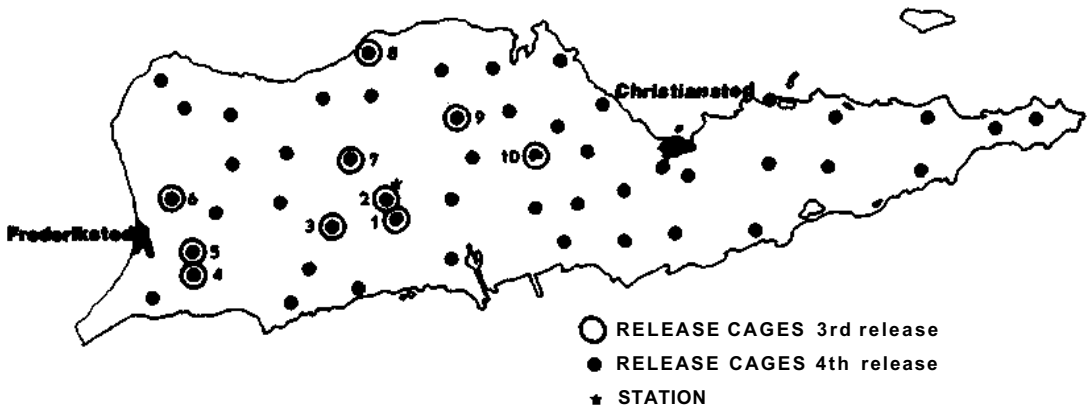 8
Christiansted
9
7
10
6
2
1
3
Frederiksted
5
4
RELEASE CAGES 3rd release
RELEASE CAGES 4th release
STATION